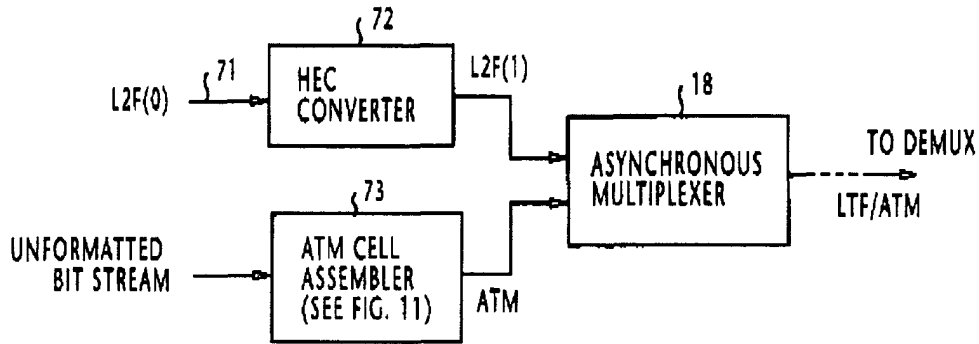 72
71
L2F(0)
HEC
CONVERTER
L2F(1)
18
ASYNCHRONOUS
MULTIPLEXER
TO DEMUX
LTF/ATM
73
UNFORMATTED
BIT STREAM
ATM CELL
ASSEMBLER
(SEE FIG. 11)
ATM